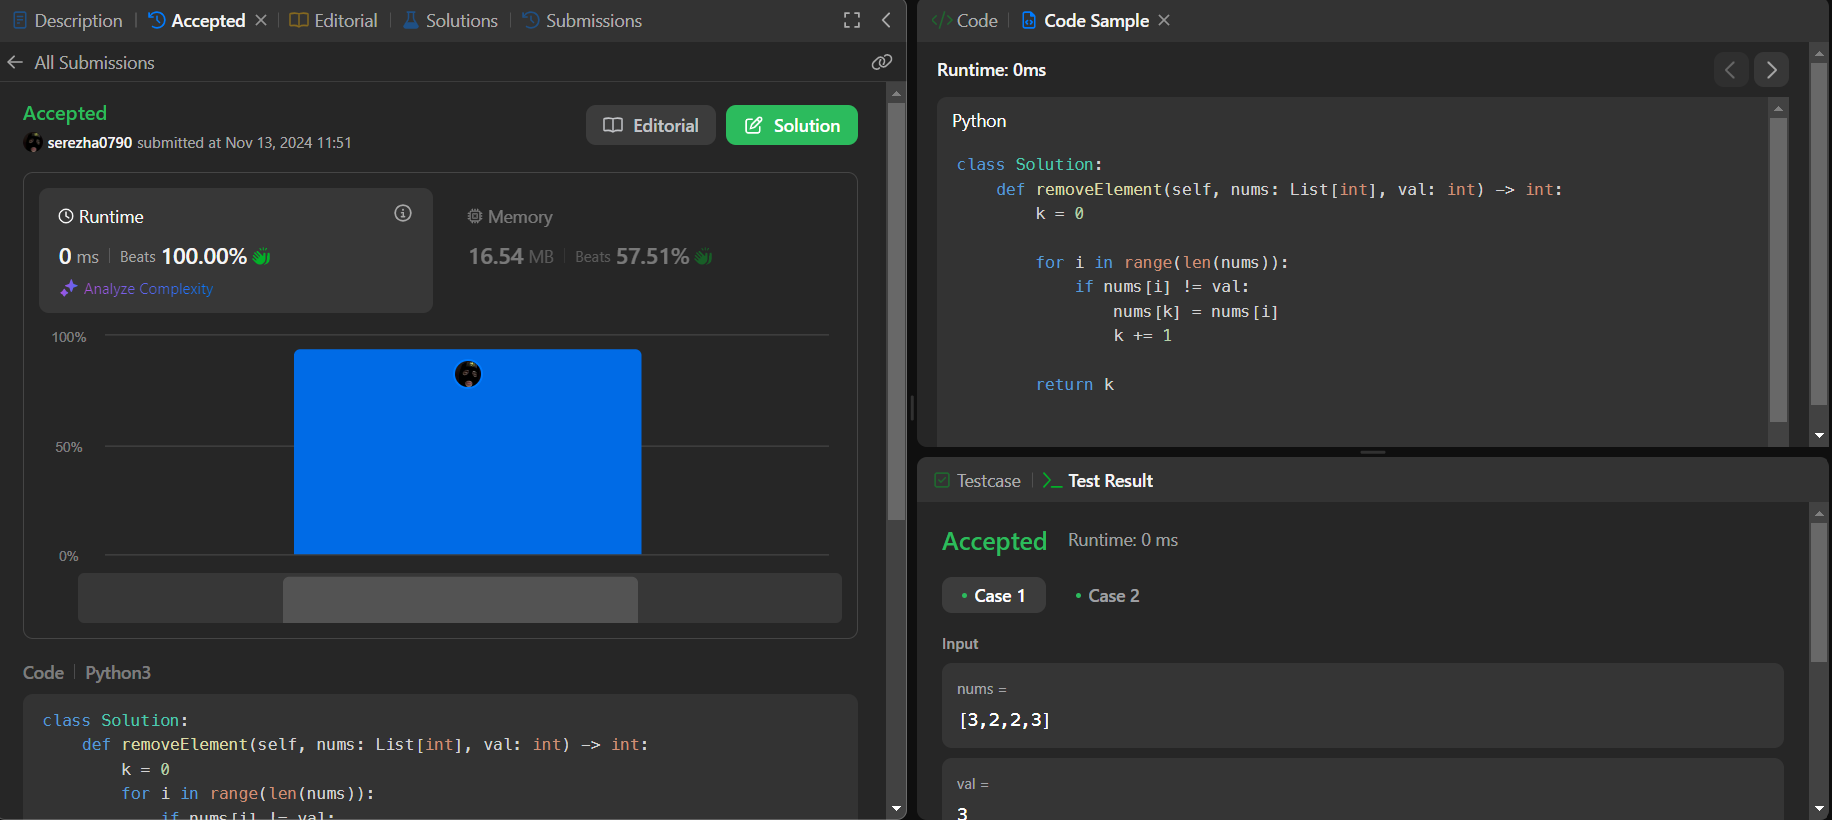 Description
Accepted
Editorial
Solutions
Submissions
All Submissions
Accepted
serezha0790 submitted at Nov 13, 2024 11:51
Editorial
Solution
Runtime
0 ms | Beats 100.00%
Analyze Complexity
Memory
16.54 MB | Beats 57.51%
100%
50%
0%
Code | Python3
class Solution:
    def removeElement(self, nums: List[int], val: int) -> int:
        k = 0
        for i in range(len(nums)):
            if nums[i] != val:
</> Code
Code Sample
Runtime: 0ms
Python
class Solution:
    def removeElement(self, nums: List[int], val: int) -> int:
        k = 0
        for i in range(len(nums)):
            if nums[i] != val:
                nums[k] = nums[i]
                k += 1
        return k
Testcase
>_ Test Result
Accepted
Runtime: 0 ms
• Case 1
• Case 2
Input
nums =
[3,2,2,3]
val =
3